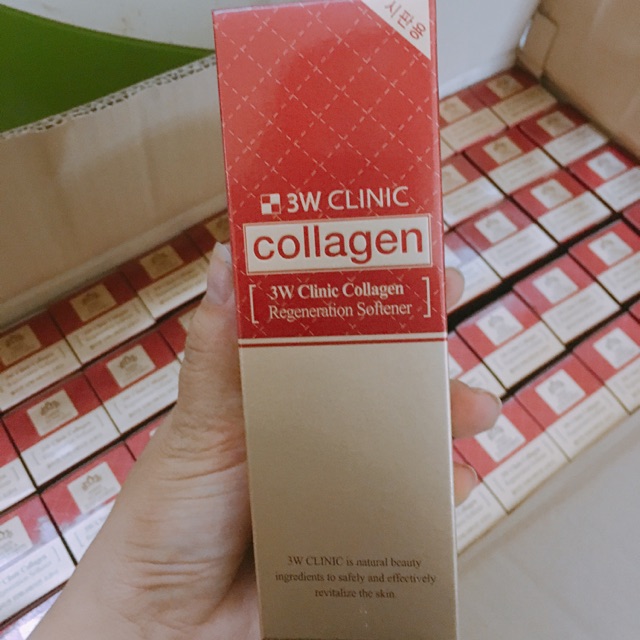 시판용
3W CLINIC
collagen
3W Clinic Collagen
Regeneration Softener
3W CLINIC is natural beauty
ingredients to safely and effectively
revitalize the skin